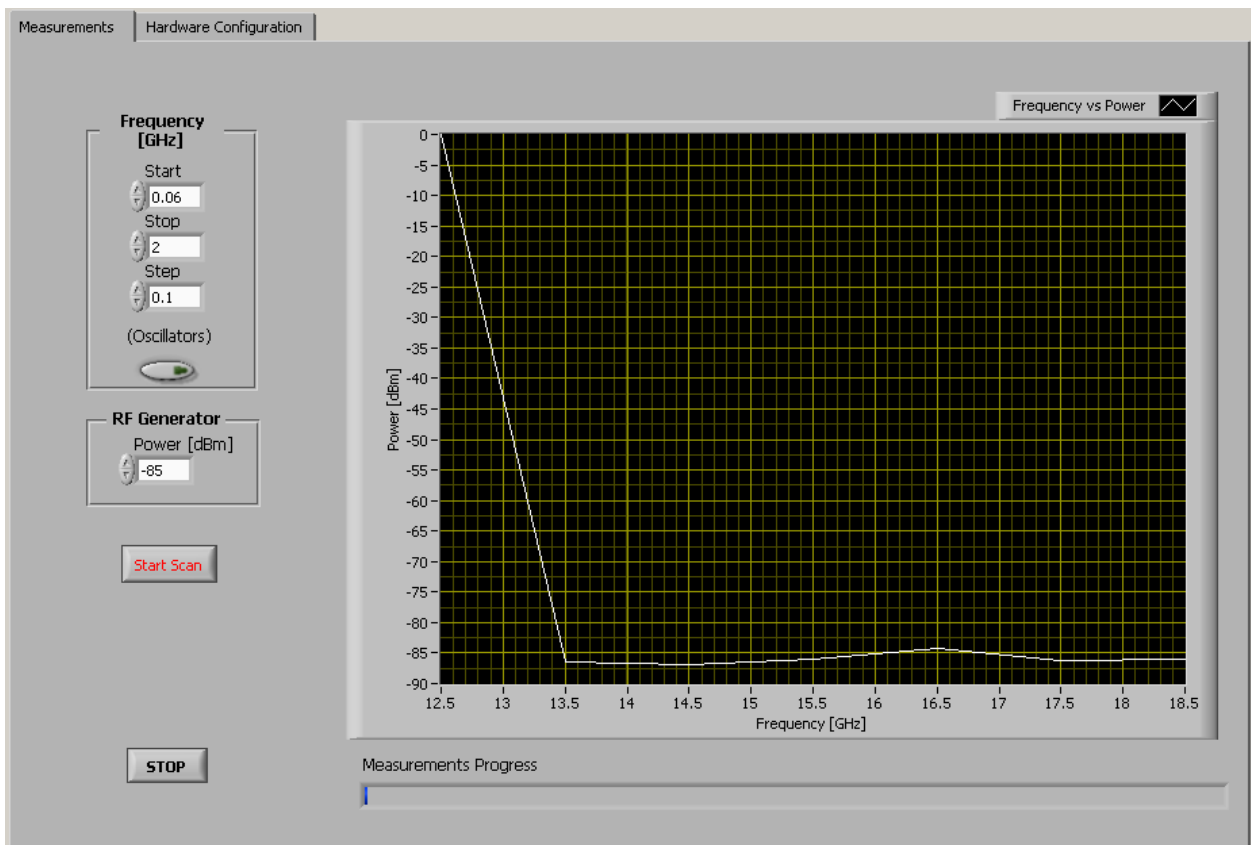 Measurements
Hardware Configuration
Frequency
[GHz]
Start
0.06
Stop
2
Step
0.1
(Oscillators)
RF Generator
Power [dBm]
-85
Start Scan
STOP
Frequency vs Power
Power [dBm]
0
-5
-10
-15
-20
-25
-30
-35
-40
-45
-50
-55
-60
-65
-70
-75
-80
-85
-90
12.5 13 13.5 14 14.5 15 15.5 16 16.5 17 17.5 18 18.5
Frequency [GHz]
Measurements Progress